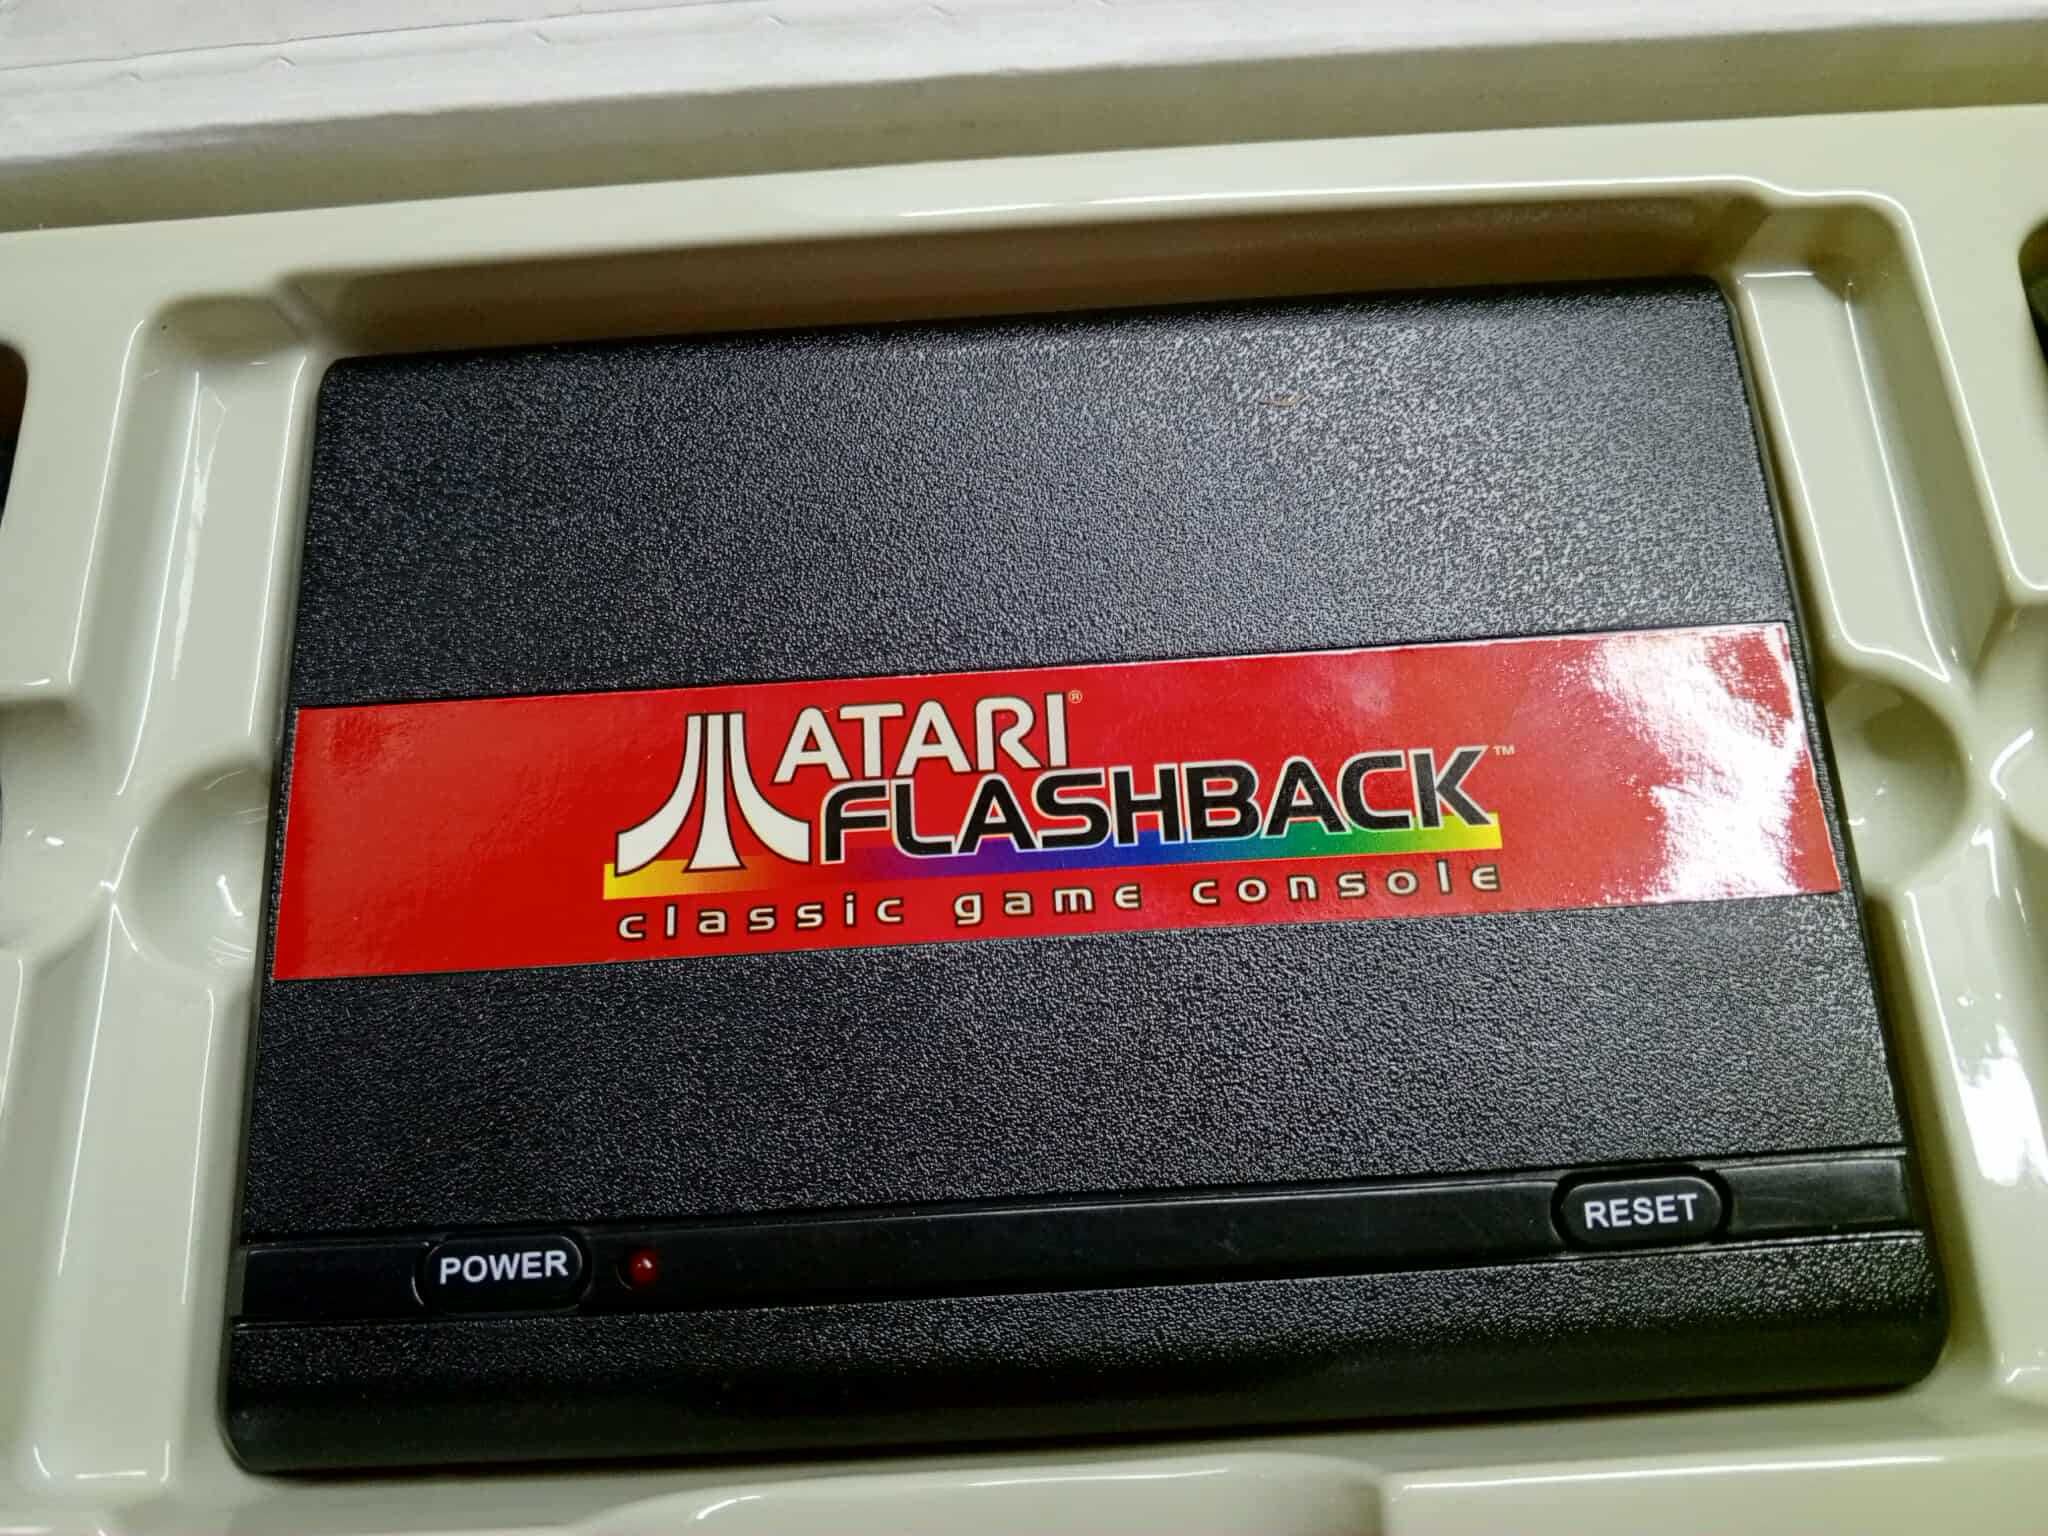 ATARI®
FLASHBACK™
classic game console
POWER
RESET